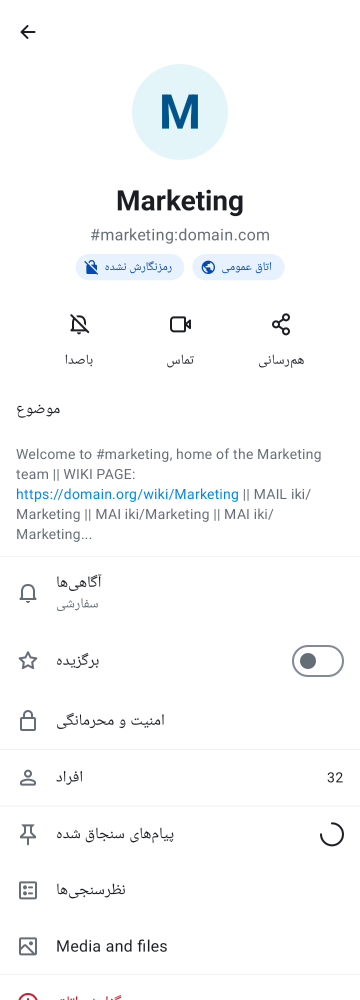 M
Marketing
#marketing:domain.com
رمزنگارش نشده
اتاق عمومی
باصدا
تماس
هم‌رسانی
موضوع
Welcome to #marketing, home of the Marketing
team || WIKI PAGE:
https://domain.org/wiki/Marketing || MAIL iki/
Marketing || MAI iki/Marketing || MAI iki/
Marketing...
آگاهی‌ها
سفارشی
برگزیده
امنیت و محرمانگی
افراد
32
پیام‌های سنجاق شده
نظرسنجی‌ها
Media and files